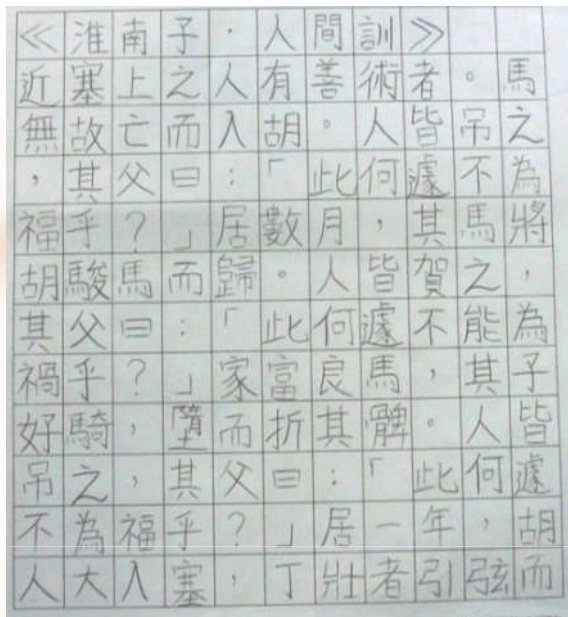 ≪淮南子．人間訓≫
近塞上之人有善術者。馬
無故亡而入胡。人皆吊之
，其父曰：「此何遽不為
福乎？」居數月，其馬將
胡駿馬而歸。人皆賀之，
其父曰：「此何遽不能為
禍乎？」家富良馬，其子
好騎，墮而折其髀。人皆
吊之，其父曰：「此何遽
不為福乎？」居一年，胡
人大入塞，丁壯者引弦而